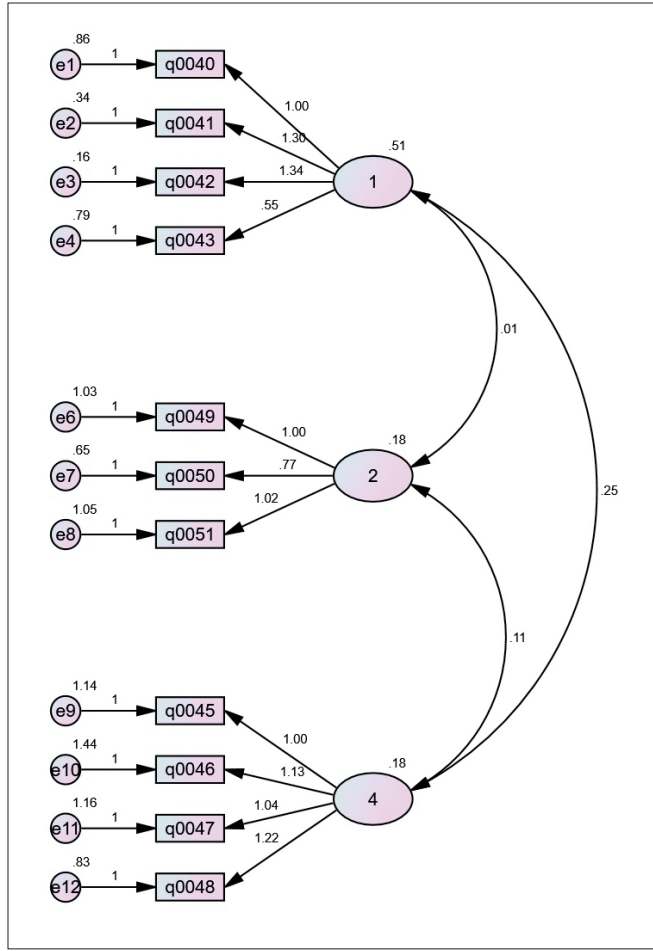 .86
e1 1 q0040
.34
e2 1 q0041
1.00
1.30
.51
.16
e3 1 q0042
1.34
1
.79
e4 1 q0043
.55
.01
1.03
e6 1 q0049
1.00
.18
.65
e7 1 q0050
.77
2
.25
1.05
e8 1 q0051
1.02
.11
1.14
e9 1 q0045
1.00
1.44
e10 1 q0046
1.13
.18
4
1.16
e11 1 q0047
1.04
.83
e12 1 q0048
1.22